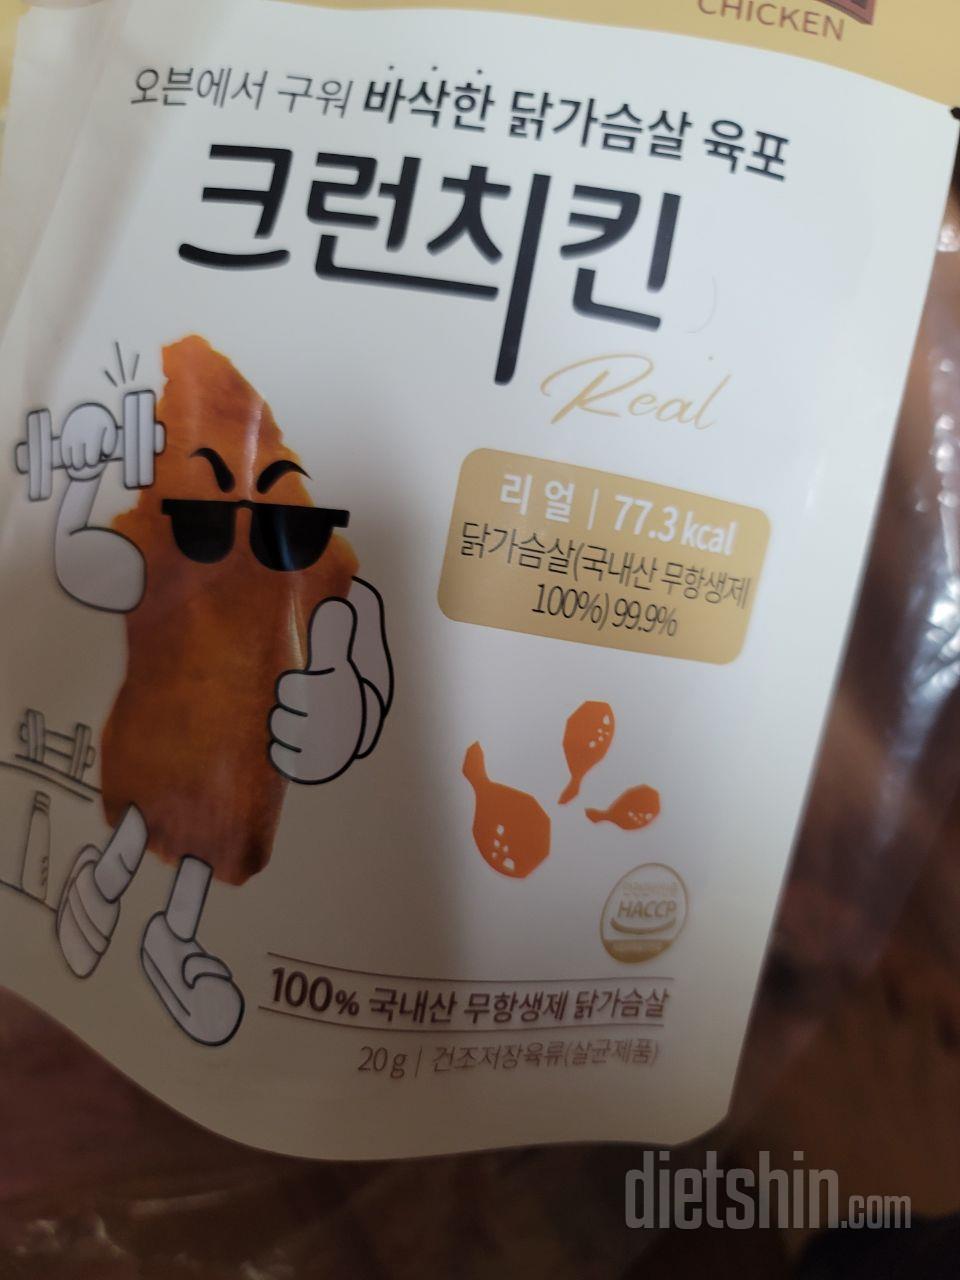 CHICKEN
오븐에서 구워 바삭한 닭가슴살 육포
크런치킨
Real
리얼 | 77.3 kcal
닭가슴살(국내산 무항생제
100%) 99.9%
HACCP
100% 국내산 무항생제 닭가슴살
20g | 건조저장육류(살균제품)
dietshin.com